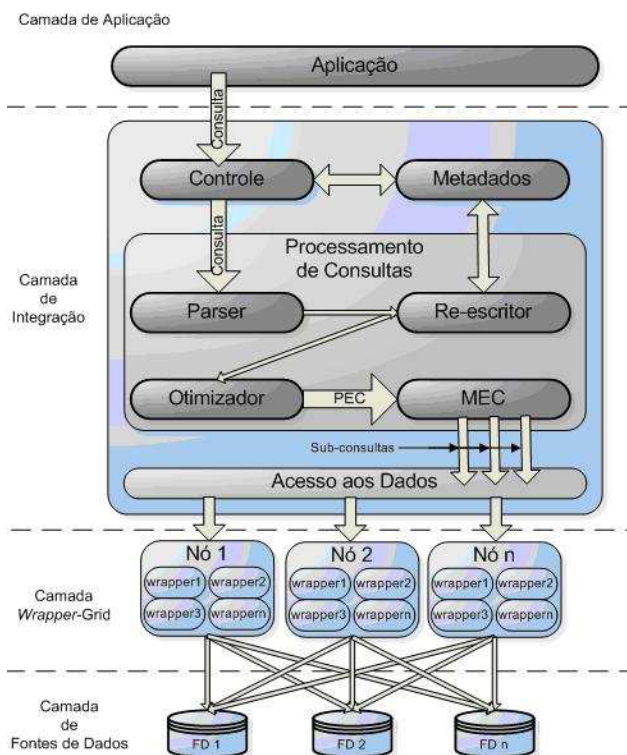 Camada de Aplicação
Aplicação
Consulta
Controle
Metadados
Consulta
Processamento
de Consultas
Camada
de
Integração
Parser
Re-escritor
Otimizador
PEC
MEC
Sub-consultas
Acesso aos Dados
Nó 1
Nó 2
Nó n
Camada
Wrapper-Grid
wrapper1 wrapper2
wrapper3 wrappern
wrapper1 wrapper2
wrapper3 wrappern
wrapper1 wrapper2
wrapper3 wrappern
Camada
de
Fontes de Dados
FD 1
FD 2
FD n